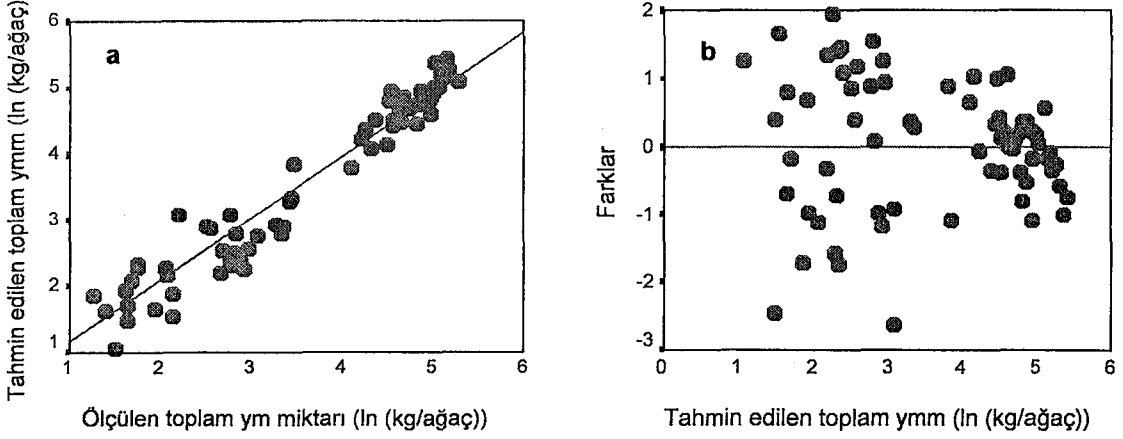 a
Tahmin edilen toplam ymm (ln (kg/ağaç))
6
5
4
3
2
1
1 2 3 4 5 6
Ölçülen toplam ym miktarı (ln (kg/ağaç))
b
Farklar
2
1
0
-1
-2
-3
0 1 2 3 4 5 6
Tahmin edilen toplam ymm (ln (kg/ağaç))